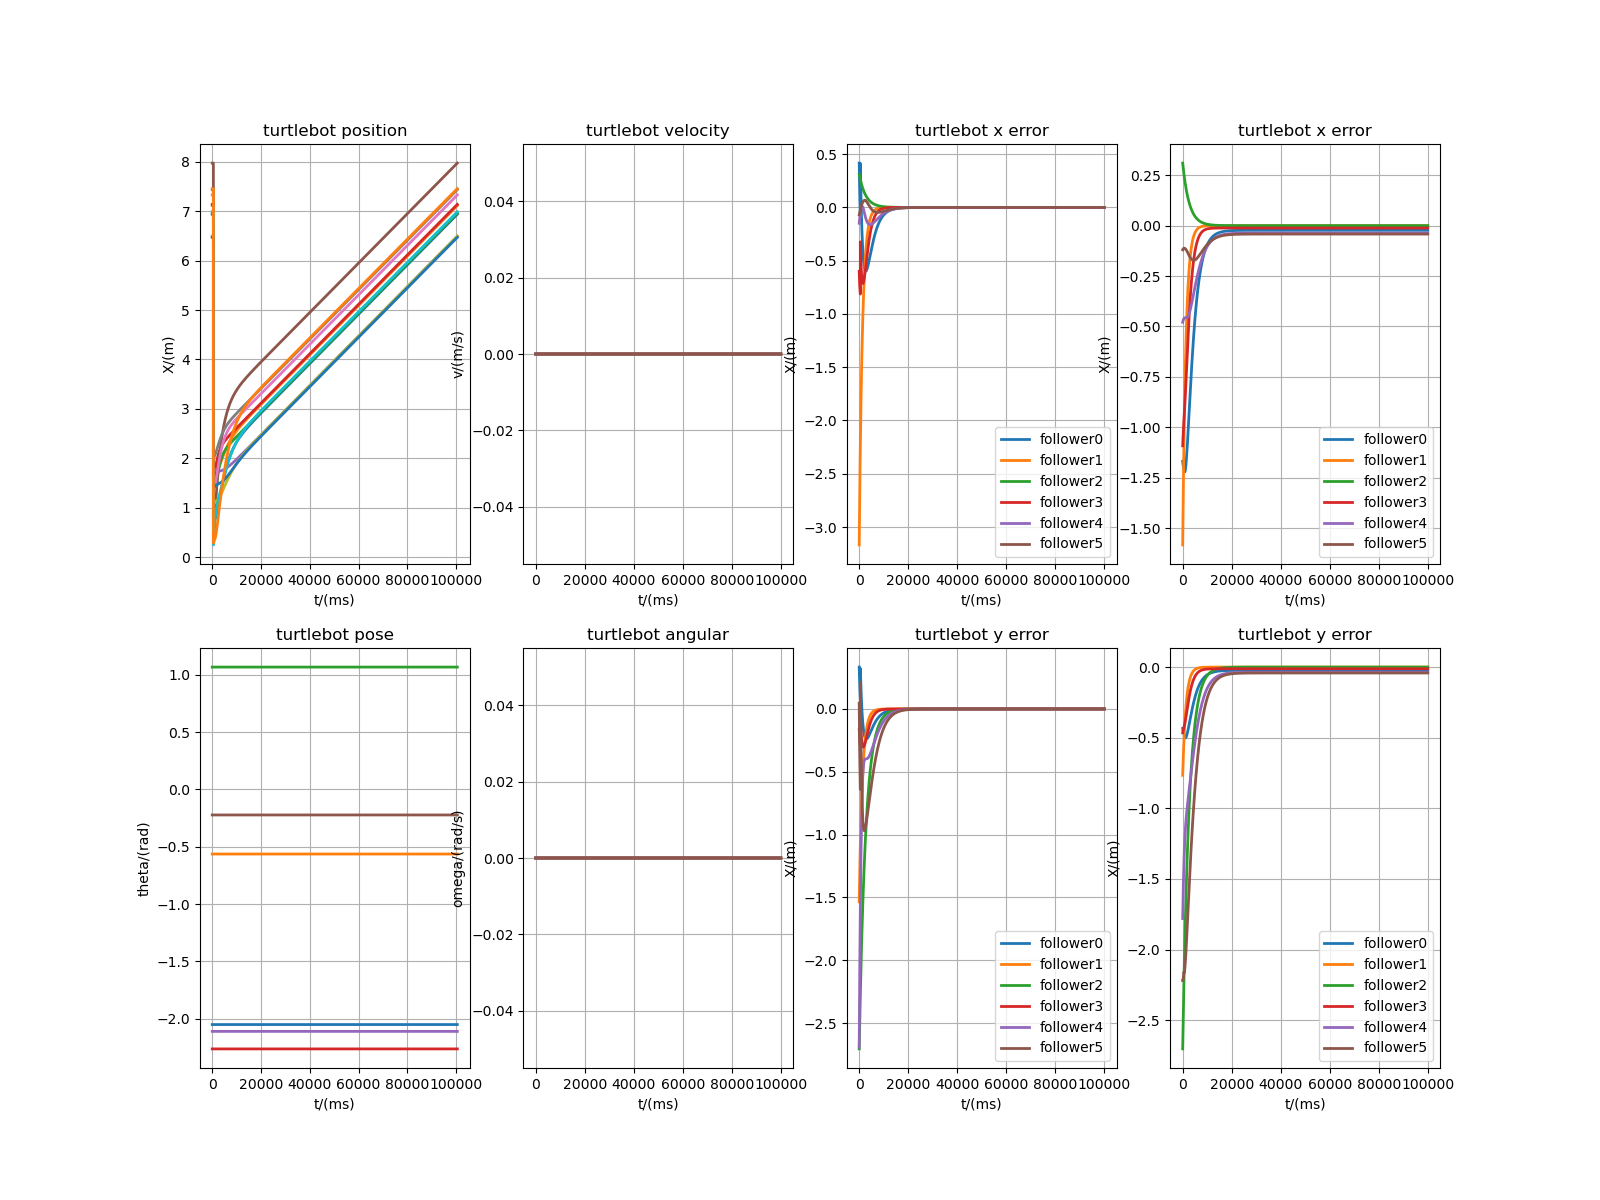 turtlebot position
turtlebot velocity
turtlebot x error
turtlebot x error
X/(m)
8
7
6
5
4
3
2
1
0
0 20000 40000 60000 80000 100000
t/(ms)
v/(m/s)
0.04
0.02
0.00
−0.02
−0.04
0 20000 40000 60000 80000 100000
t/(ms)
X/(m)
0.5
0.0
−0.5
−1.0
−1.5
−2.0
−2.5
−3.0
follower0
follower1
follower2
follower3
follower4
follower5
0 20000 40000 60000 80000 100000
t/(ms)
X/(m)
0.25
0.00
−0.25
−0.50
−0.75
−1.00
−1.25
−1.50
follower0
follower1
follower2
follower3
follower4
follower5
0 20000 40000 60000 80000 100000
t/(ms)
turtlebot pose
turtlebot angular
turtlebot y error
turtlebot y error
theta/(rad)
1.0
0.5
0.0
−0.5
−1.0
−1.5
−2.0
0 20000 40000 60000 80000 100000
t/(ms)
omega/(rad/s)
0.04
0.02
0.00
−0.02
−0.04
0 20000 40000 60000 80000 100000
t/(ms)
X/(m)
0.0
−0.5
−1.0
−1.5
−2.0
−2.5
follower0
follower1
follower2
follower3
follower4
follower5
0 20000 40000 60000 80000 100000
t/(ms)
X/(m)
0.0
−0.5
−1.0
−1.5
−2.0
−2.5
follower0
follower1
follower2
follower3
follower4
follower5
0 20000 40000 60000 80000 100000
t/(ms)